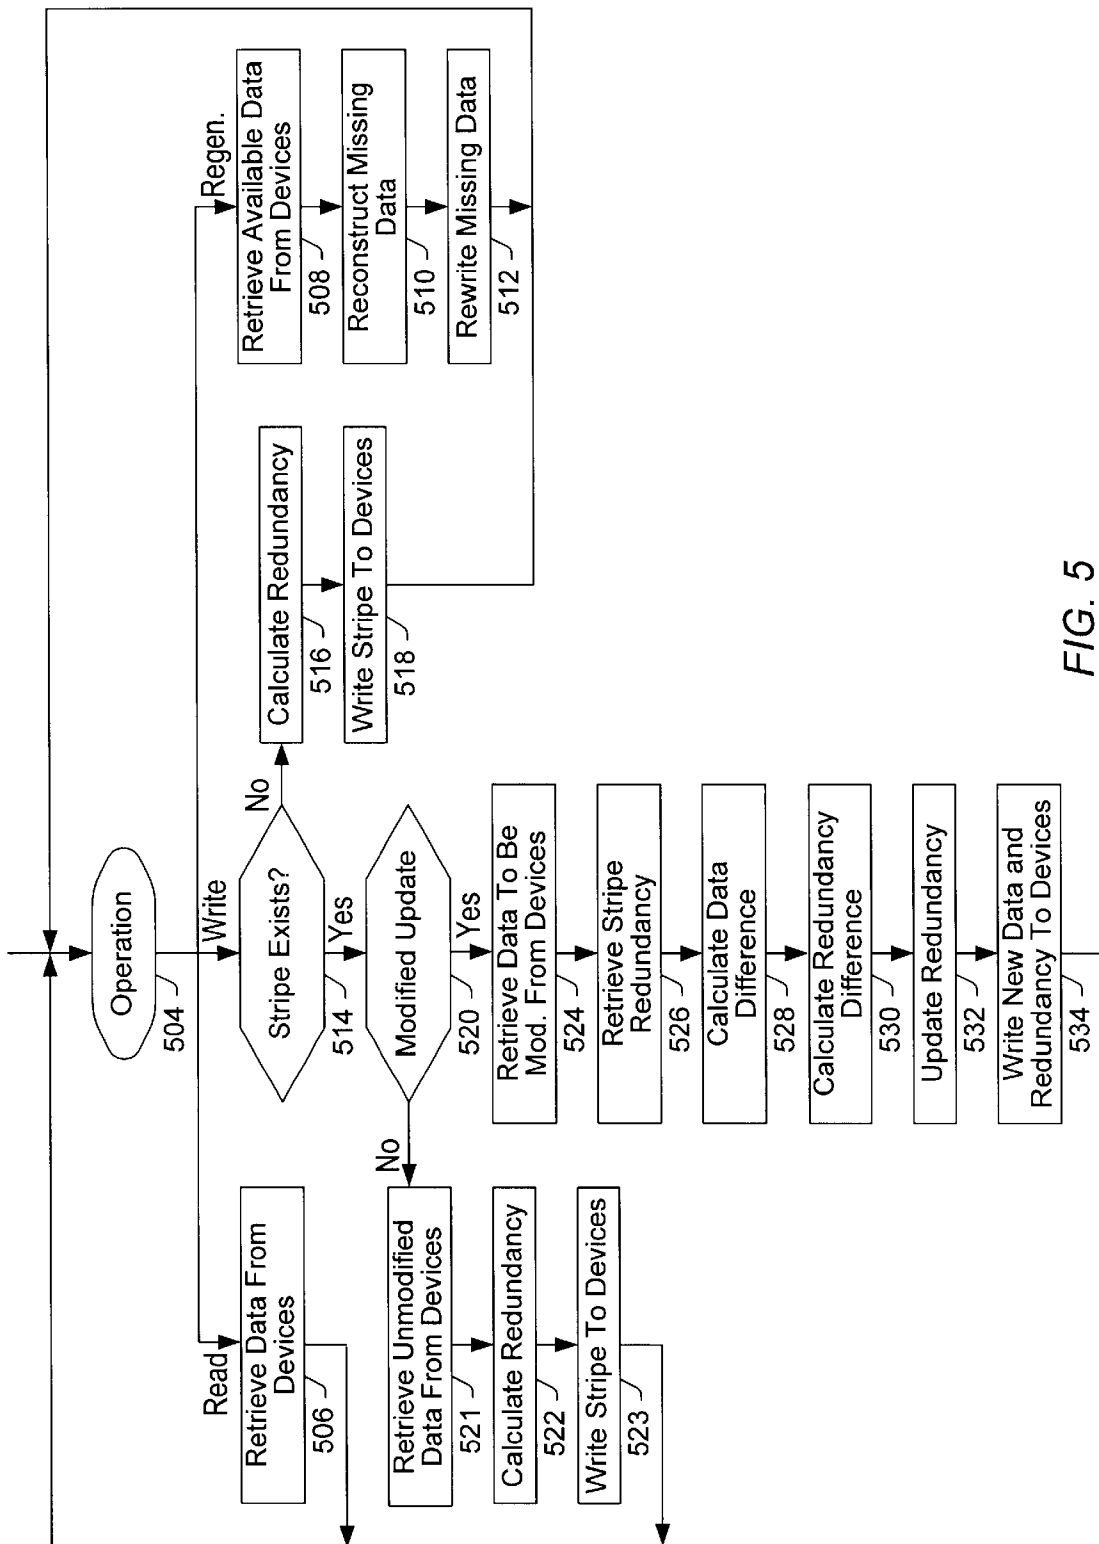 Operation
504
Read
Write
Regen.
Retrieve Data From
Devices
506
Retrieve Available Data
From Devices
508
Reconstruct Missing
Data
510
Rewrite Missing Data
512
Stripe Exists?
514
No
Yes
Calculate Redundancy
516
Write Stripe To Devices
518
Modified Update
520
No
Yes
Retrieve Unmodified
Data From Devices
521
Calculate Redundancy
522
Write Stripe To Devices
523
Retrieve Data To Be
Mod. From Devices
524
Retrieve Stripe
Redundancy
526
Calculate Data
Difference
528
Calculate Redundancy
Difference
530
Update Redundancy
532
Write New Data and
Redundancy To Devices
534
FIG. 5